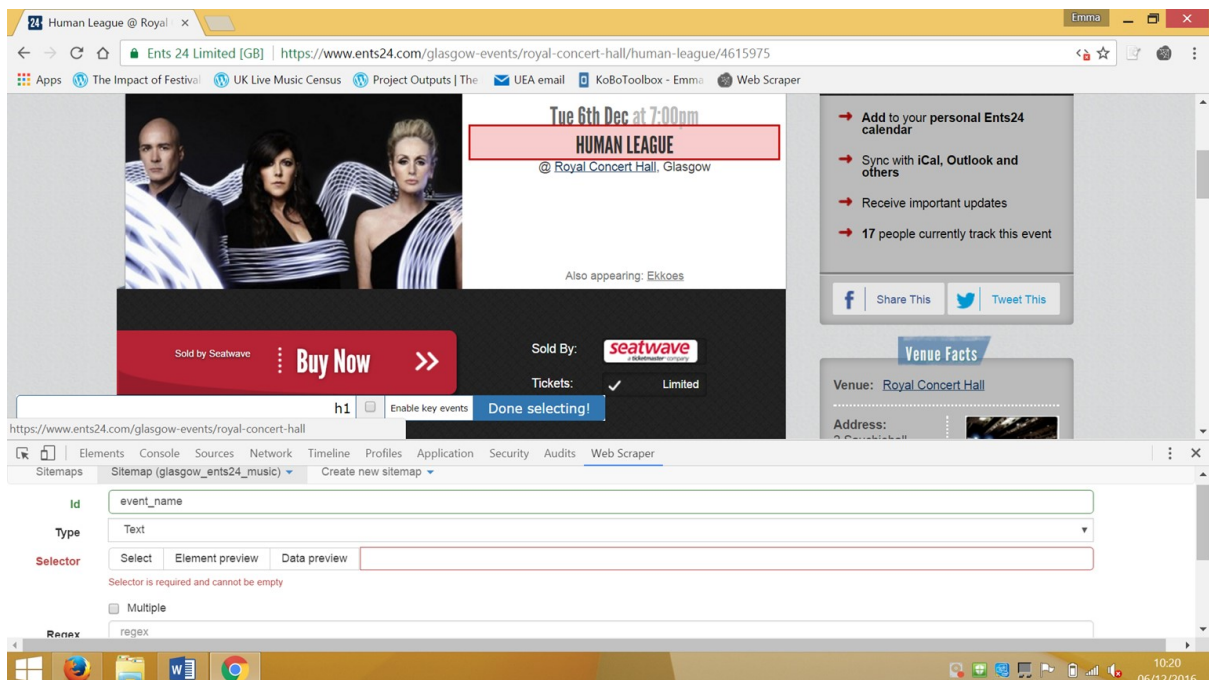 24 Human League @ Royal
Emma
Ents 24 Limited [GB] https://www.ents24.com/glasgow-events/royal-concert-hall/human-league/4615975
Apps The Impact of Festival UK Live Music Census Project Outputs | The UEA email KoBoToolbox - Emma Web Scraper
Tue 6th Dec at 7:00pm
HUMAN LEAGUE
@ Royal Concert Hall, Glasgow
Also appearing: Ekkoes
Add to your personal Ents24
calendar
Sync with iCal, Outlook and
others
Receive important updates
17 people currently track this event
f Share This Tweet This
Sold by Seatwave Buy Now
Sold By: seatwave
a ticketmaster company
Tickets: Limited
Venue Facts
Venue: Royal Concert Hall
Address:
h1 Enable key events Done selecting!
https://www.ents24.com/glasgow-events/royal-concert-hall
Elements Console Sources Network Timeline Profiles Application Security Audits Web Scraper
Sitemaps Sitemap (glasgow_ents24_music) Create new sitemap
Id event_name
Type Text
Selector Select Element preview Data preview
Selector is required and cannot be empty
Multiple
Regex regex
10:20
06/12/2016